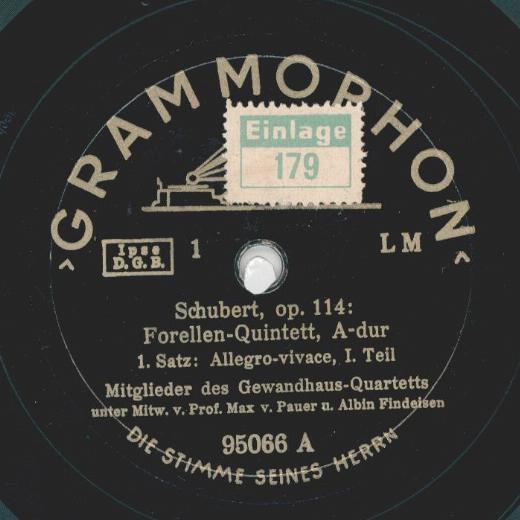 ›GRAMMOPHON‹
Einlage
179
Ipse
D.G.B.
1
LM
Schubert, op. 114:
Forellen-Quintett, A-dur
1. Satz: Allegro-vivace, I. Teil
Mitglieder des Gewandhaus-Quartetts
unter Mitw. v. Prof. Max v. Pauer u. Albin Findeisen
95066 A
DIE STIMME SEINES HERRN